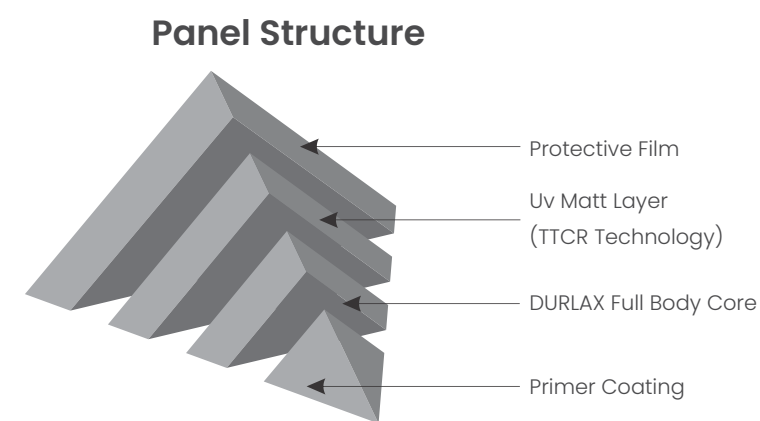 Panel Structure
Protective Film
Uv Matt Layer
(TTCR Technology)
DURLAX Full Body Core
Primer Coating